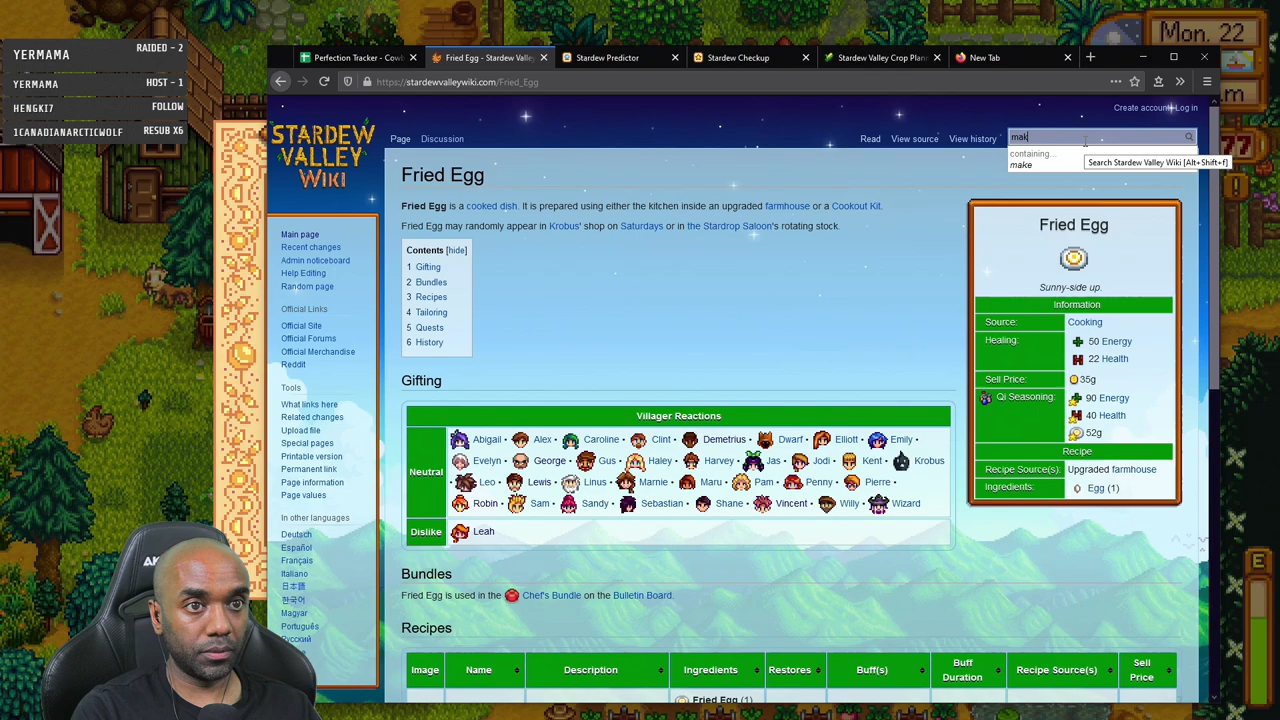 YERMAMA RAIDED - 2
YERMAMA HOST - 1
HENGKI7 FOLLOW
1CANADIANARCTICWOLF RESUB X6
Mon. 22
Perfection Tracker - Cowb
Fried Egg - Stardew Valley
Stardew Predictor
Stardew Checkup
Stardew Valley Crop Plann
New Tab
https://stardewvalleywiki.com/Fried_Egg
Create account Log in
STARDEW VALLEY WIKI
Page Discussion
Read View source View history
mak
containing...
make
Search Stardew Valley Wiki [Alt+Shift+f]
Main page
Recent changes
Admin noticeboard
Help Editing
Random page
Official Links
Official Site
Official Forums
Official Merchandise
Reddit
Tools
What links here
Related changes
Upload file
Special pages
Printable version
Permanent link
Page information
Page values
In other languages
Deutsch
Español
Français
Italiano
日本語
한국어
Magyar
Português
Русский
Fried Egg
Fried Egg is a cooked dish. It is prepared using either the kitchen inside an upgraded farmhouse or a Cookout Kit.
Fried Egg may randomly appear in Krobus' shop on Saturdays or in the Stardrop Saloon's rotating stock.
Contents [hide]
1 Gifting
2 Bundles
3 Recipes
4 Tailoring
5 Quests
6 History
Fried Egg
Sunny-side up.
Information
Source: Cooking
Healing: 50 Energy
22 Health
Sell Price: 35g
Qi Seasoning: 90 Energy
40 Health
52g
Recipe
Recipe Source(s): Upgraded farmhouse
Ingredients: Egg (1)
Gifting
Villager Reactions
Neutral
Abigail • Alex • Caroline • Clint • Demetrius • Dwarf • Elliott • Emily •
Evelyn • George • Gus • Haley • Harvey • Jas • Jodi • Kent • Krobus
• Leo • Lewis • Linus • Marnie • Maru • Pam • Penny • Pierre •
Robin • Sam • Sandy • Sebastian • Shane • Vincent • Willy • Wizard
Dislike Leah
Bundles
Fried Egg is used in the Chef's Bundle on the Bulletin Board.
Recipes
Image Name Description Ingredients Restores Buff(s) Buff Duration Recipe Source(s) Sell Price
Fried Egg (1)
E